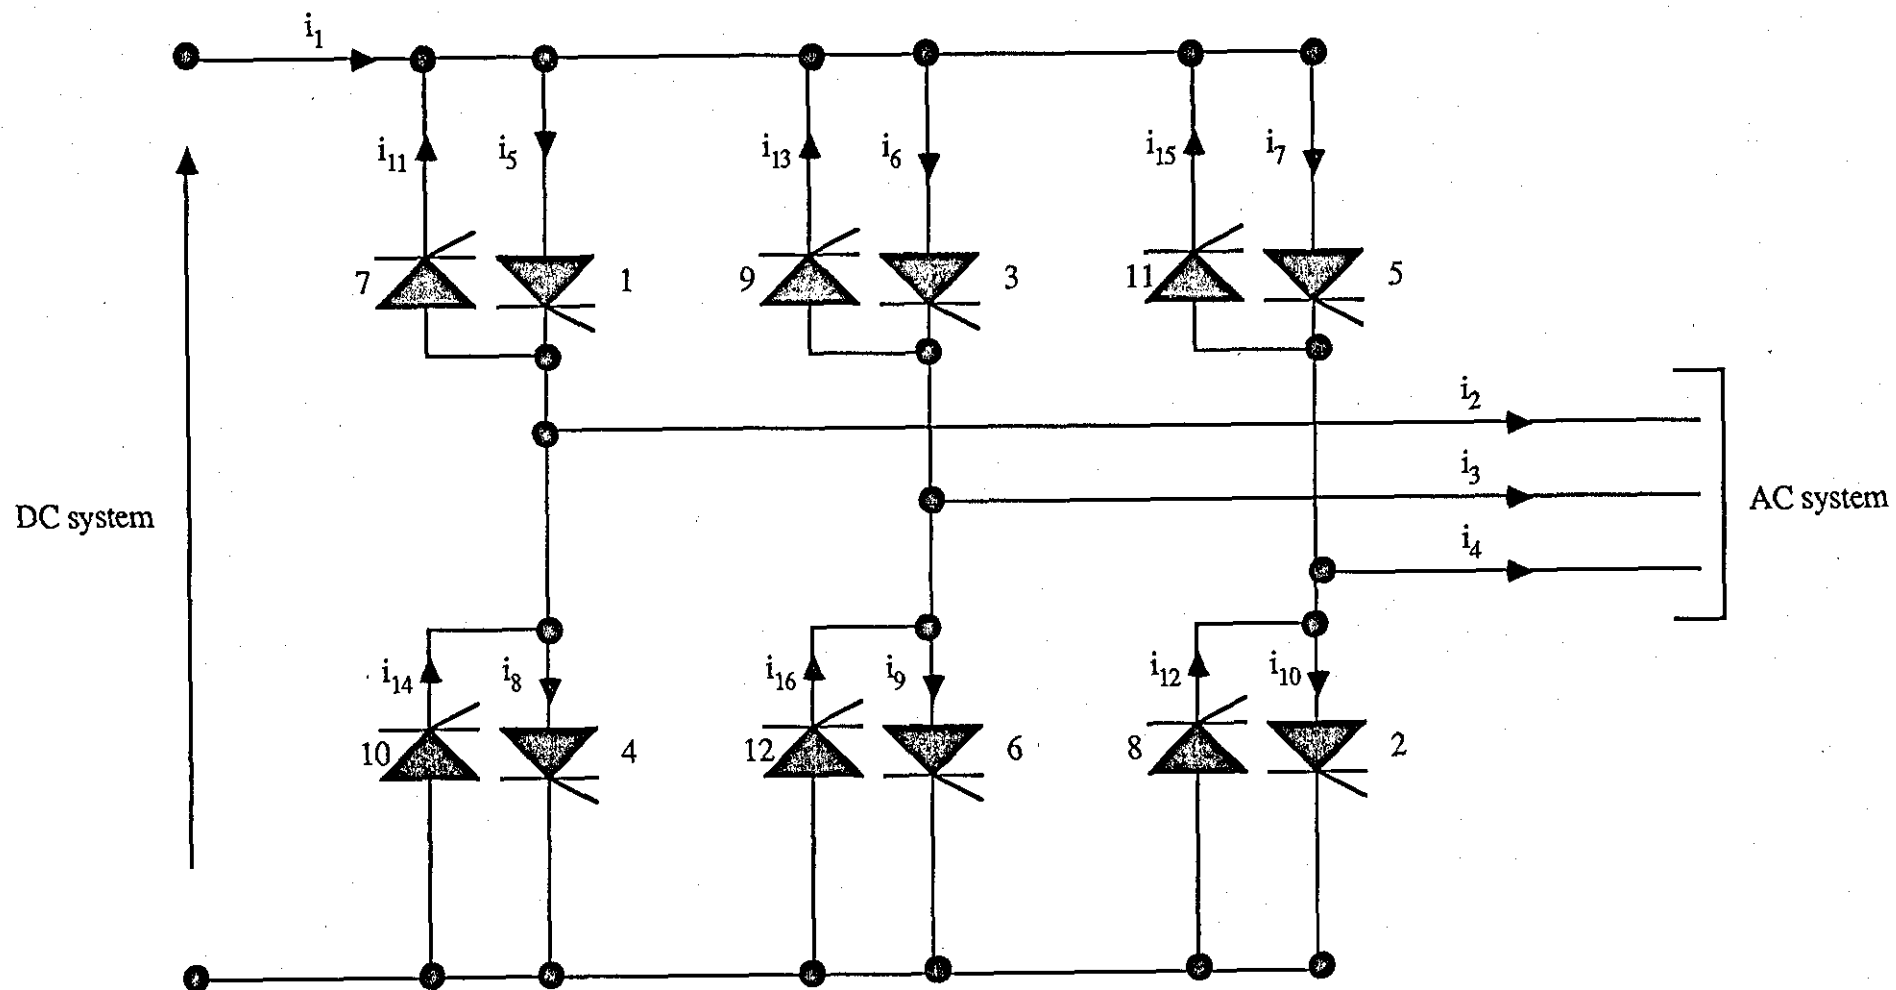 i₁
i₁₁ i₅ i₁₃ i₆ i₁₅ i₇
7 1 9 3 11 5
i₂
i₃
DC system AC system
i₄
i₁₄ i₈ i₁₆ i₉ i₁₂ i₁₀
10 4 12 6 8 2